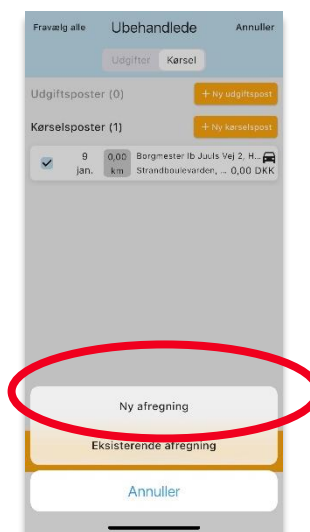 Fravælg alle Ubehandlede Annuller
Udgifter Kørsel
Udgiftsposter (0) + Ny udgiftspost
Kørselsposter (1) + Ny kørselspost
9 0,00 Borgmester Ib Juuls Vej 2, H...
jan. km Strandboulevarden, ... 0,00 DKK
Ny afregning
Eksisterende afregning
Annuller